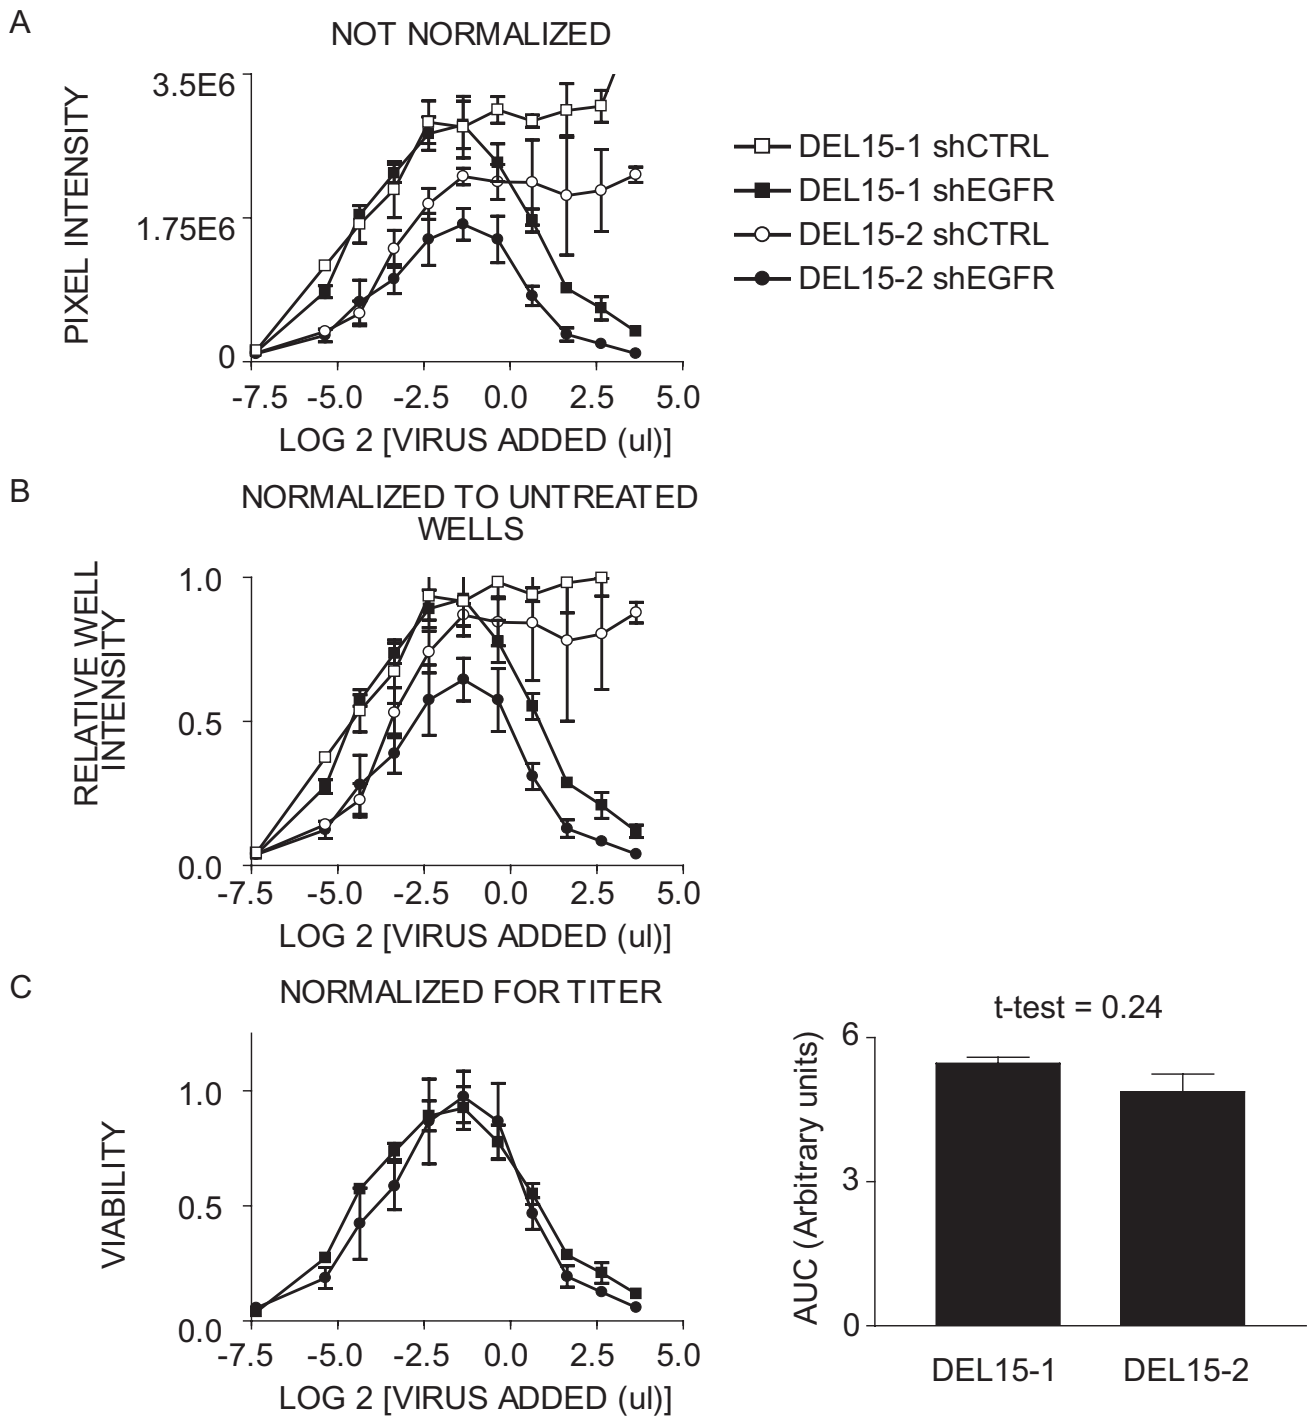 A
NOT NORMALIZED
3.5E6
1.75E6
0
PIXEL INTENSITY
-7.5 -5.0 -2.5 0.0 2.5 5.0
LOG 2 [VIRUS ADDED (ul)]
DEL15-1 shCTRL
DEL15-1 shEGFR
DEL15-2 shCTRL
DEL15-2 shEGFR
B
NORMALIZED TO UNTREATED
WELLS
1.0
0.5
0.0
RELATIVE WELL
INTENSITY
-7.5 -5.0 -2.5 0.0 2.5 5.0
LOG 2 [VIRUS ADDED (ul)]
C
NORMALIZED FOR TITER
1.0
0.5
0.0
VIABILITY
-7.5 -5.0 -2.5 0.0 2.5 5.0
LOG 2 [VIRUS ADDED (ul)]
t-test = 0.24
6
3
0
AUC (Arbitrary units)
DEL15-1 DEL15-2